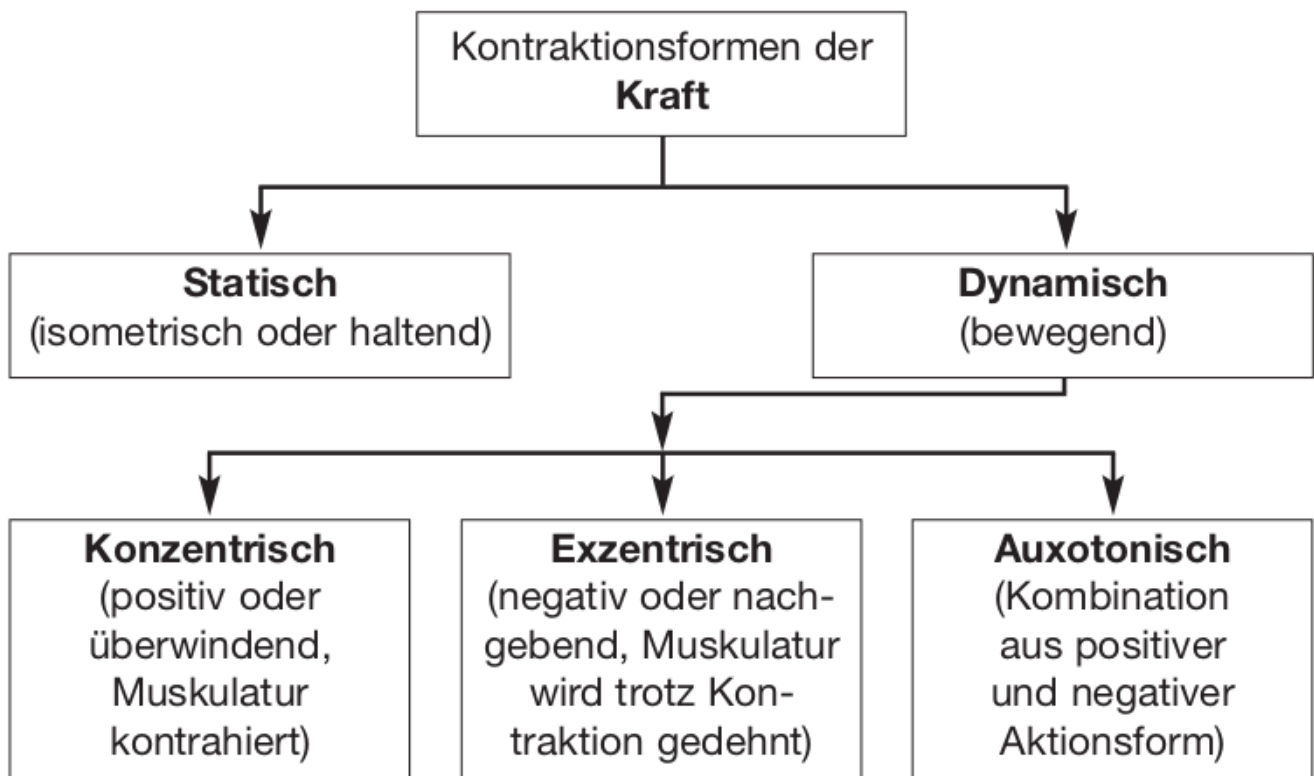 Kontraktionsformen der
Kraft
Statisch
(isometrisch oder haltend)
Dynamisch
(bewegend)
Konzentrisch
(positiv oder
überwindend,
Muskulatur
kontrahiert)
Exzentrisch
(negativ oder nach-
gebend, Muskulatur
wird trotz Kon-
traktion gedehnt)
Auxotonisch
(Kombination
aus positiver
und negativer
Aktionsform)